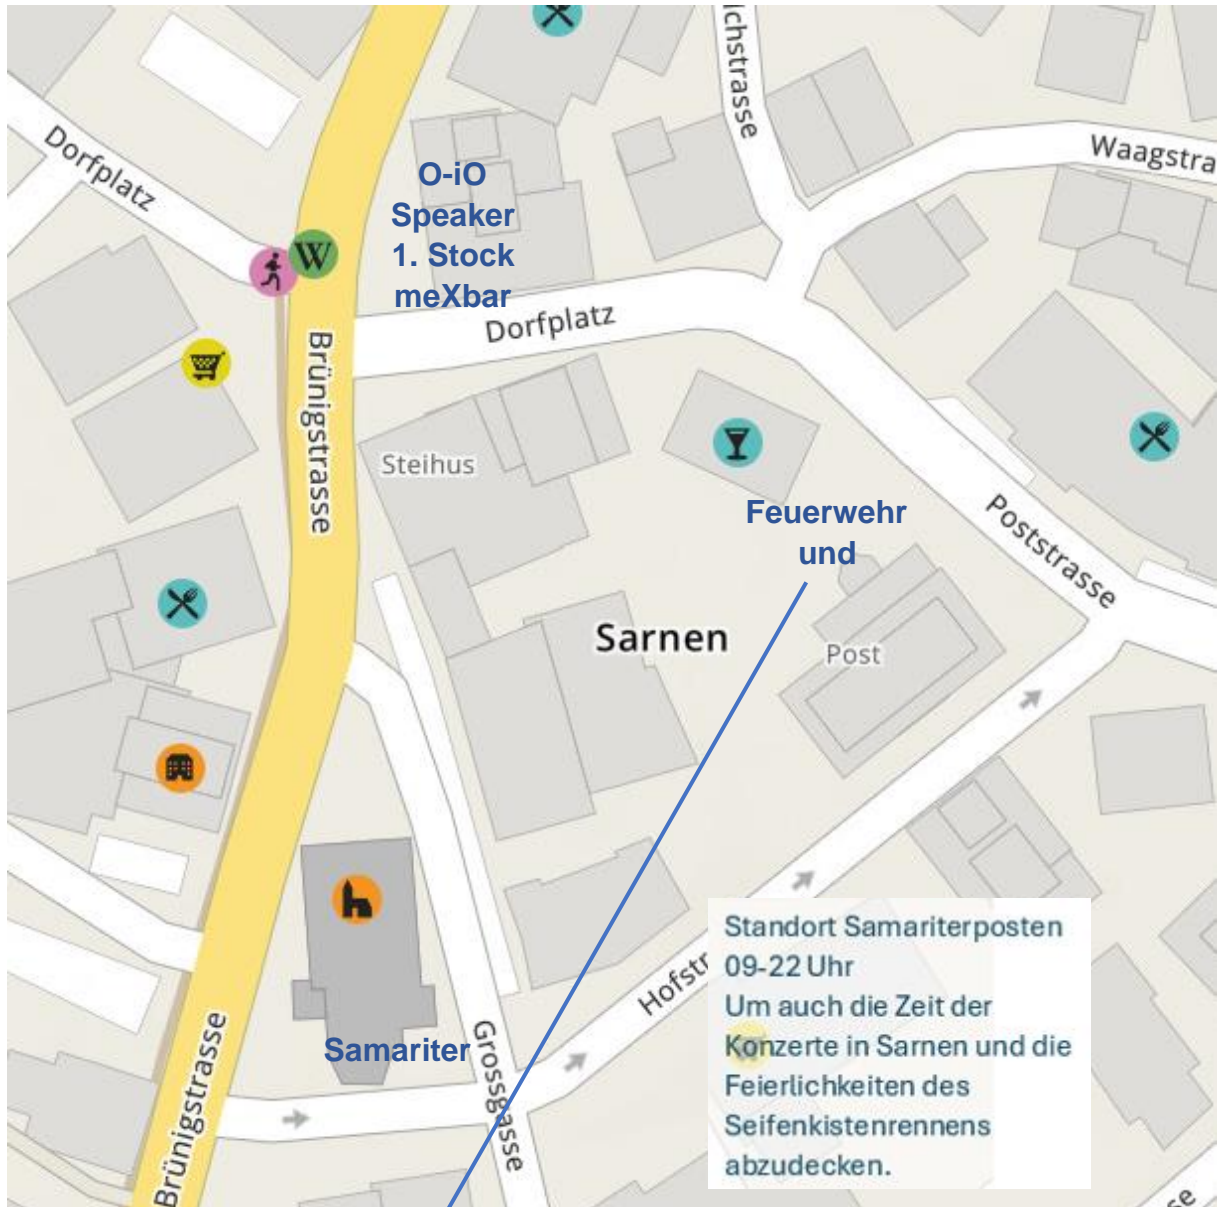 lchstrasse
Dorfplatz
Waagstra
O-iO
Speaker
1. Stock
meXbar
W
Dorfplatz
Brünigstrasse
Steihus
Feuerwehr
und
Poststrasse
Sarnen
Post
Hofstr
Samariter
Grossgasse
Brünigstrasse
Standort Samariterposten
09-22 Uhr
Um auch die Zeit der
Konzerte in Sarnen und die
Feierlichkeiten des
Seifenkistenrennens
abzudecken.
se